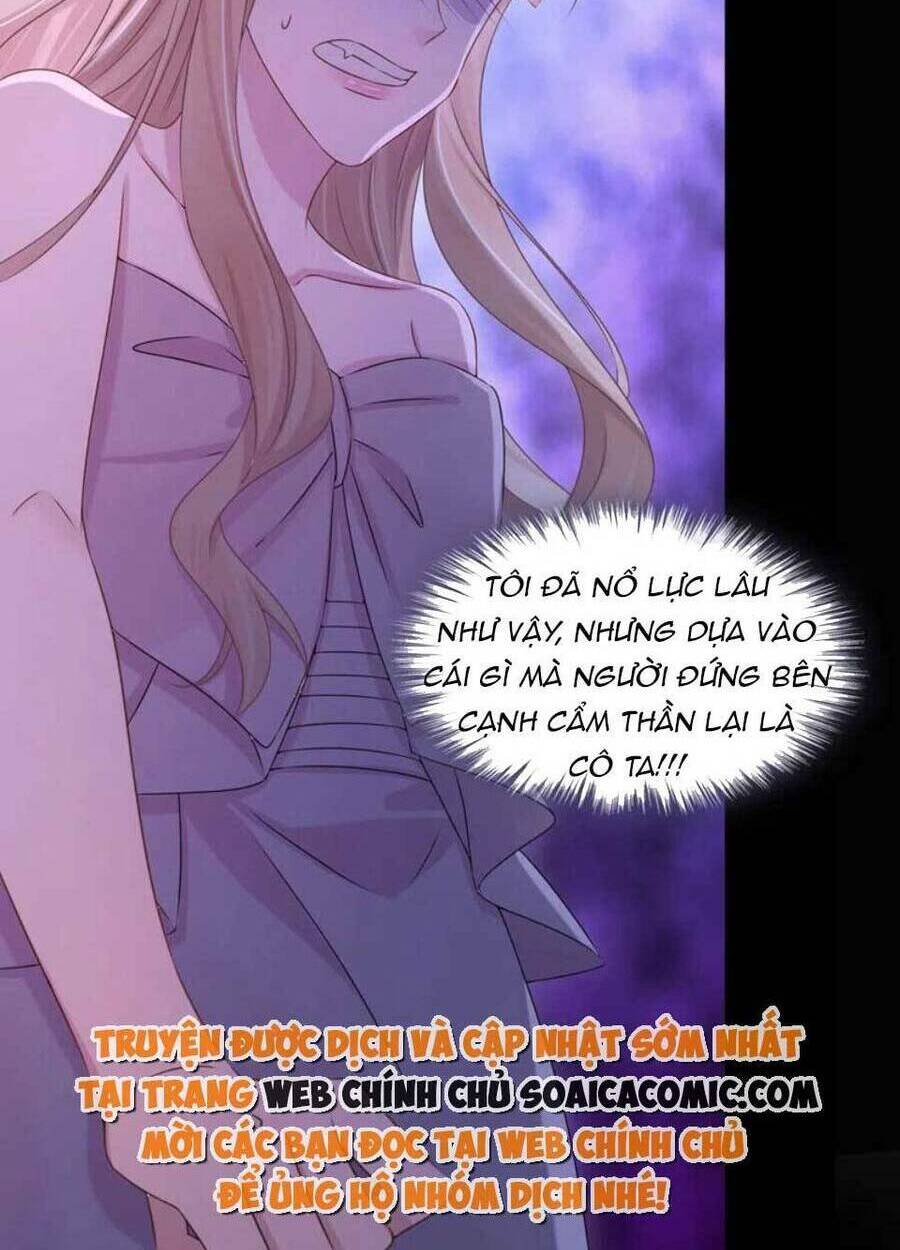 TÔI ĐÃ NỔ LỰC LÂU
NHƯ VẬY, NHƯNG DỰA VÀO
CÁI GÌ MÀ NGƯỜI ĐỨNG BÊN
CẠNH CẨM THẦN LẠI LÀ
CÔ TA!!!
TRUYỆN ĐƯỢC DỊCH VÀ CẬP NHẬT SỚM NHẤT
TẠI TRANG WEB CHÍNH CHỦ SOAICACOMIC.COM
MỜI CÁC BẠN ĐỌC TẠI WEB CHÍNH CHỦ
ĐỂ ỦNG HỘ NHÓM DỊCH NHÉ!